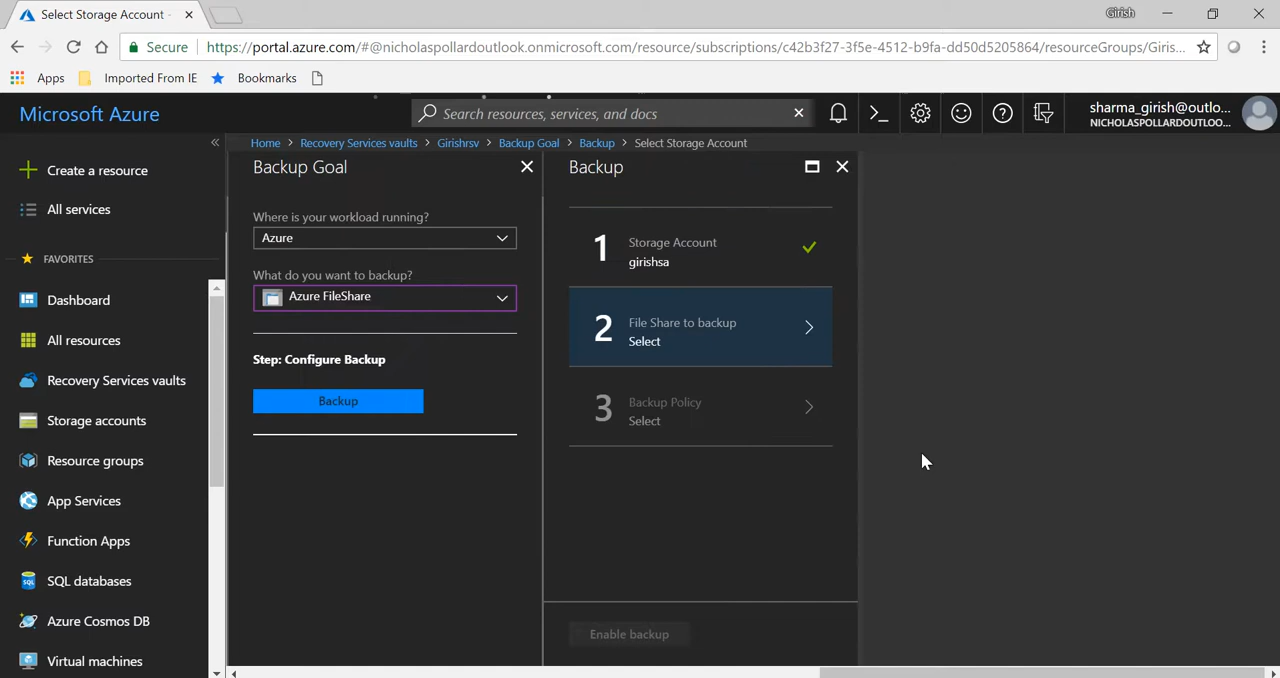 Select Storage Account -
Girish
Secure
https://portal.azure.com/#@nicholaspollardoutlook.onmicrosoft.com/resource/subscriptions/c42b3f27-3f5e-4512-b9fa-dd50d5205864/resourceGroups/Giris...
Apps
Imported From IE
Bookmarks
Microsoft Azure
Search resources, services, and docs
sharma_girish@outlo...
NICHOLASPOLLARDOUTLOO...
Home > Recovery Services vaults > Girishrsv > Backup Goal > Backup > Select Storage Account
Create a resource
All services
FAVORITES
Dashboard
All resources
Recovery Services vaults
Storage accounts
Resource groups
App Services
Function Apps
SQL databases
Azure Cosmos DB
Virtual machines
Backup Goal
Where is your workload running?
Azure
What do you want to backup?
Azure FileShare
Step: Configure Backup
Backup
Backup
1
Storage Account
girishsa
2
File Share to backup
Select
3
Backup Policy
Select
Enable backup